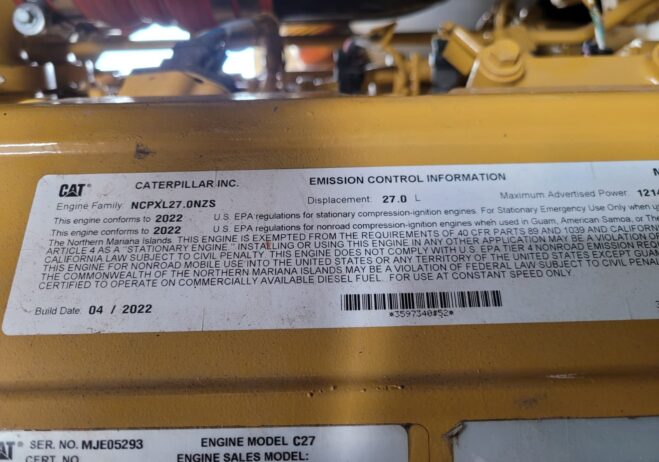 CAT® CATERPILLAR INC. EMISSION CONTROL INFORMATION
Engine Family: NCPXL27.0NZS Displacement: 27.0 L Maximum Advertised Power: 1214
This engine conforms to 2022 U.S. EPA regulations for stationary compression-ignition engines. For Stationary Emergency Use Only when
This engine conforms to 2022 U.S. EPA regulations for nonroad compression-ignition engines when used in Guam, American Samoa, or The
The Northern Mariana Islands. THIS ENGINE IS EXEMPTED FROM THE REQUIREMENTS OF 40 CFR PARTS 89 AND 1039 AND CALIFORNIA
ARTICLE 4 AS A "STATIONARY ENGINE." INSTALLING OR USING THIS ENGINE IN ANY OTHER APPLICATION MAY BE A VIOLATION OF
CALIFORNIA LAW SUBJECT TO CIVIL PENALTY. THIS ENGINE DOES NOT COMPLY WITH U.S. EPA TIER 4 NONROAD EMISSION REQUI
THIS ENGINE FOR NONROAD MOBILE USE INTO THE UNITED STATES OR ANY TERRITORY OF THE UNITED STATES EXCEPT GUAM
THE COMMONWEALTH OF THE NORTHERN MARIANA ISLANDS MAY BE A VIOLATION OF FEDERAL LAW SUBJECT TO CIVIL PENAL
CERTIFIED TO OPERATE ON COMMERCIALLY AVAILABLE DIESEL FUEL. FOR USE AT CONSTANT SPEED ONLY
Build Date: 04 / 2022 *3597340#52*
AT® SER. NO. MJE05293 ENGINE MODEL C27
CERT. NO. ENGINE SALES MODEL: